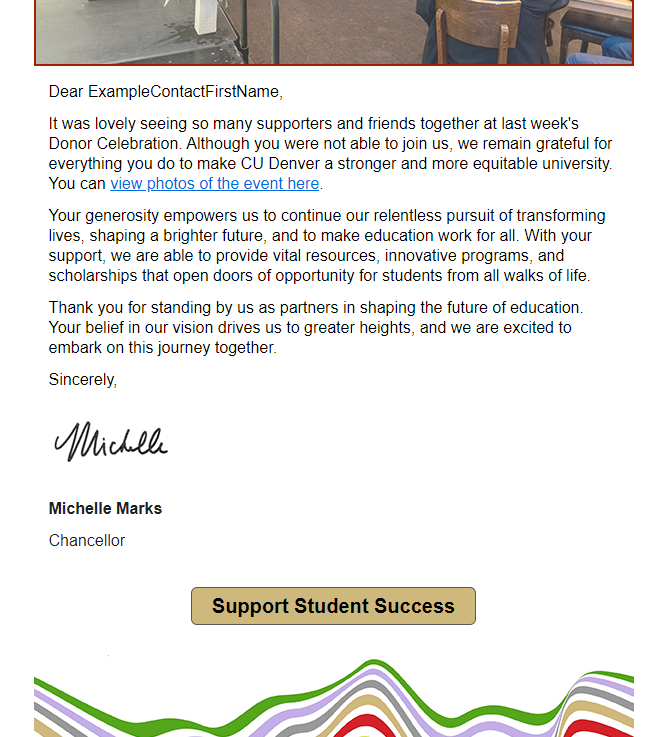 Dear ExampleContactFirstName,
It was lovely seeing so many supporters and friends together at last week's
Donor Celebration. Although you were not able to join us, we remain grateful for
everything you do to make CU Denver a stronger and more equitable university.
You can view photos of the event here.
Your generosity empowers us to continue our relentless pursuit of transforming
lives, shaping a brighter future, and to make education work for all. With your
support, we are able to provide vital resources, innovative programs, and
scholarships that open doors of opportunity for students from all walks of life.
Thank you for standing by us as partners in shaping the future of education.
Your belief in our vision drives us to greater heights, and we are excited to
embark on this journey together.
Sincerely,
Michelle
Michelle Marks
Chancellor
Support Student Success